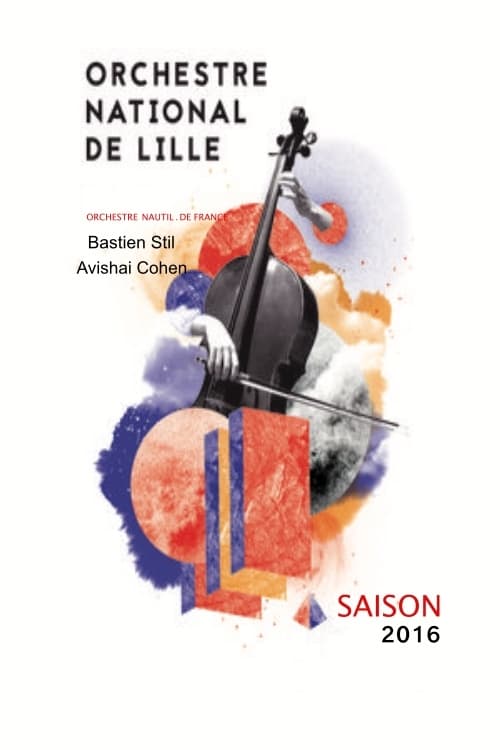 ORCHESTRE
NATIONAL
DE LILLE
ORCHESTRE NAUTIL . DE FRANCE
Bastien Stil
Avishai Cohen
SAISON
2016